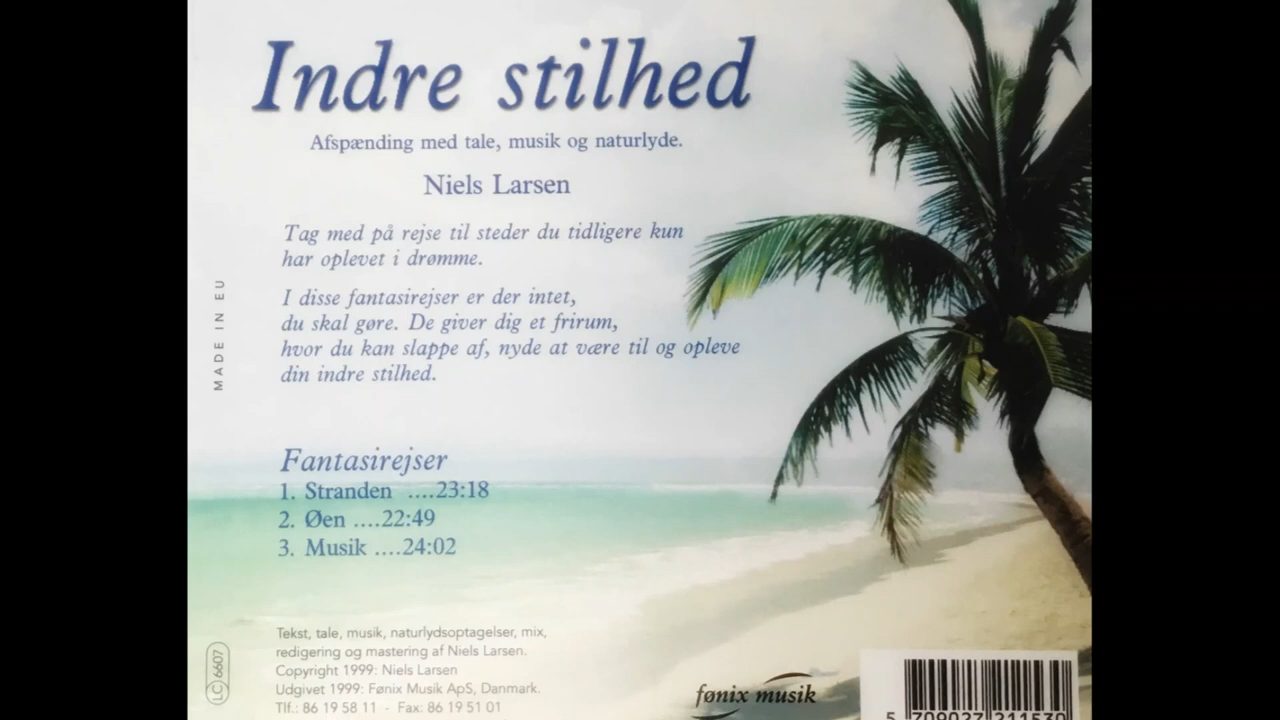 Indre stilhed
Afspænding med tale, musik og naturlyde.
Niels Larsen
Tag med på rejse til steder du tidligere kun
har oplevet i drømme.
I disse fantasirejser er der intet,
du skal gøre. De giver dig et frirum,
hvor du kan slappe af, nyde at være til og opleve
din indre stilhed.
MADE IN EU
Fantasirejser
1. Stranden ....23:18
2. Øen ....22:49
3. Musik ....24:02
Tekst, tale, musik, naturlydsoptagelser, mix,
redigering og mastering af Niels Larsen.
Copyright 1999: Niels Larsen
Udgivet 1999: Fønix Musik ApS, Danmark.
Tlf.: 86 19 58 11 - Fax: 86 19 51 01
LC 6607
fønix musik
5 709027 211530